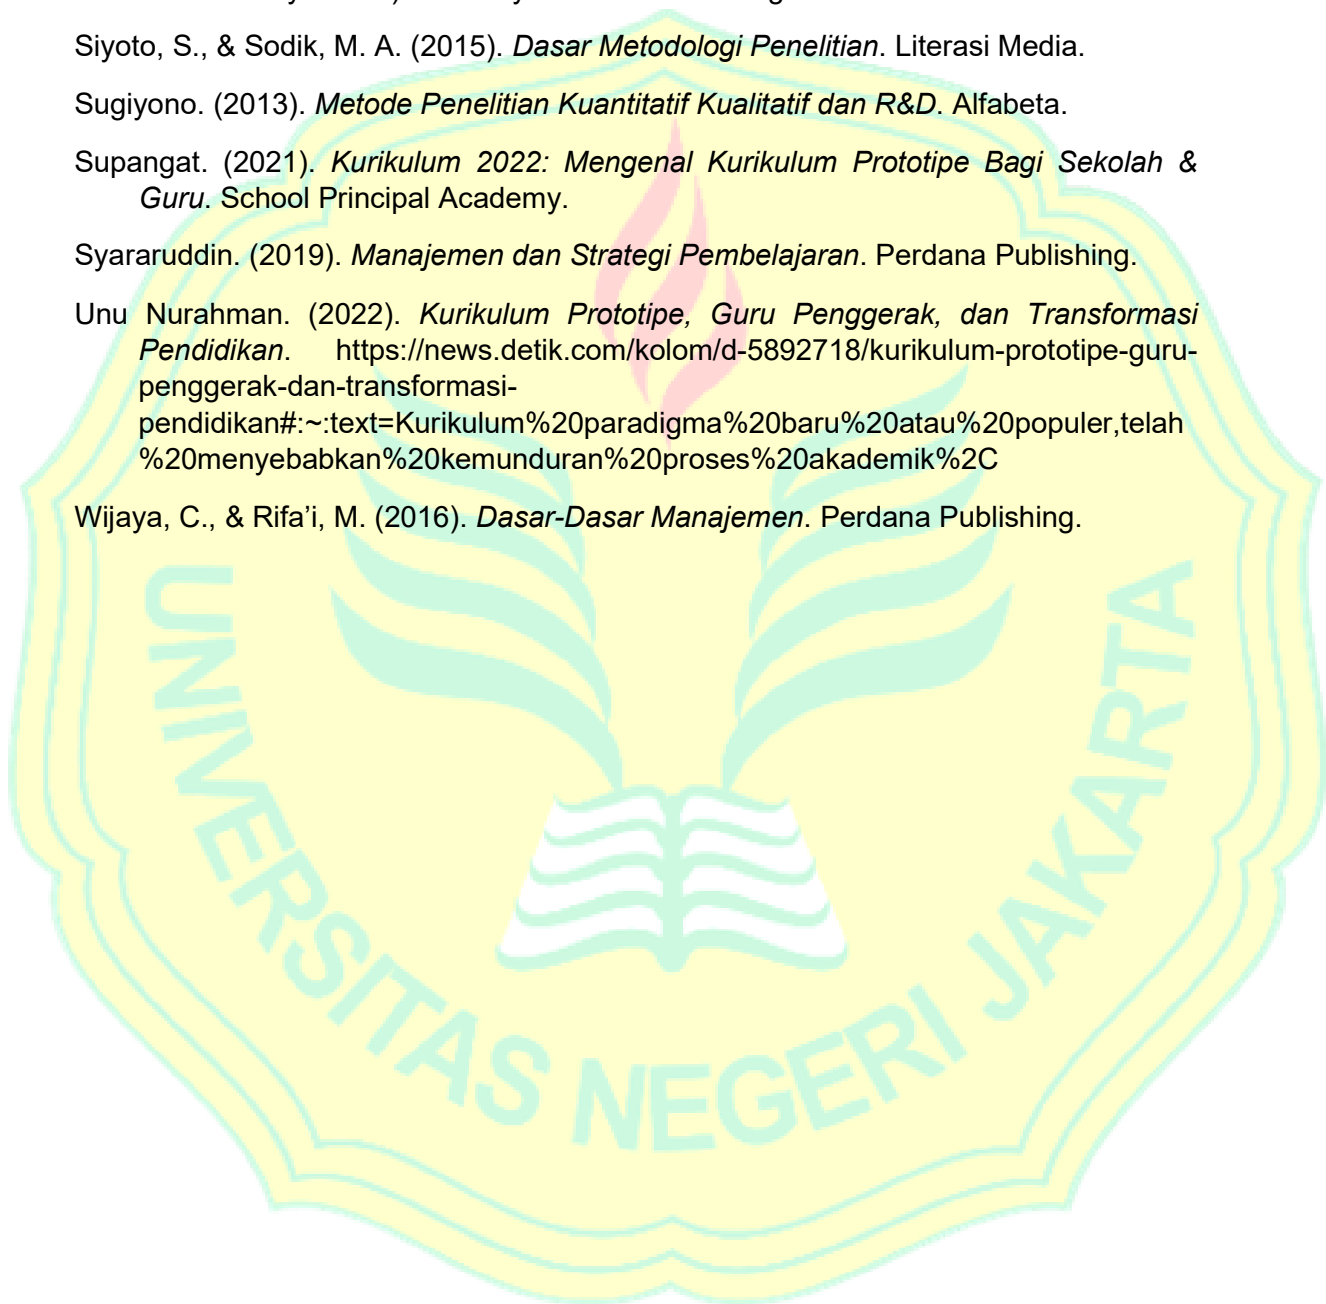 Siyoto, S., & Sodik, M. A. (2015). Dasar Metodologi Penelitian. Literasi Media.
Sugiyono. (2013). Metode Penelitian Kuantitatif Kualitatif dan R&D. Alfabeta.
Supangat. (2021). Kurikulum 2022: Mengenal Kurikulum Prototipe Bagi Sekolah &
Guru. School Principal Academy.
Syararuddin. (2019). Manajemen dan Strategi Pembelajaran. Perdana Publishing.
Unu Nurahman. (2022). Kurikulum Prototipe, Guru Penggerak, dan Transformasi
Pendidikan. https://news.detik.com/kolom/d-5892718/kurikulum-prototipe-guru-
penggerak-dan-transformasi-
pendidikan#:~:text=Kurikulum%20paradigma%20baru%20atau%20populer,telah
%20menyebabkan%20kemunduran%20proses%20akademik%2C
Wijaya, C., & Rifa'i, M. (2016). Dasar-Dasar Manajemen. Perdana Publishing.
UNIVERSITAS NEGERI JAKARTA